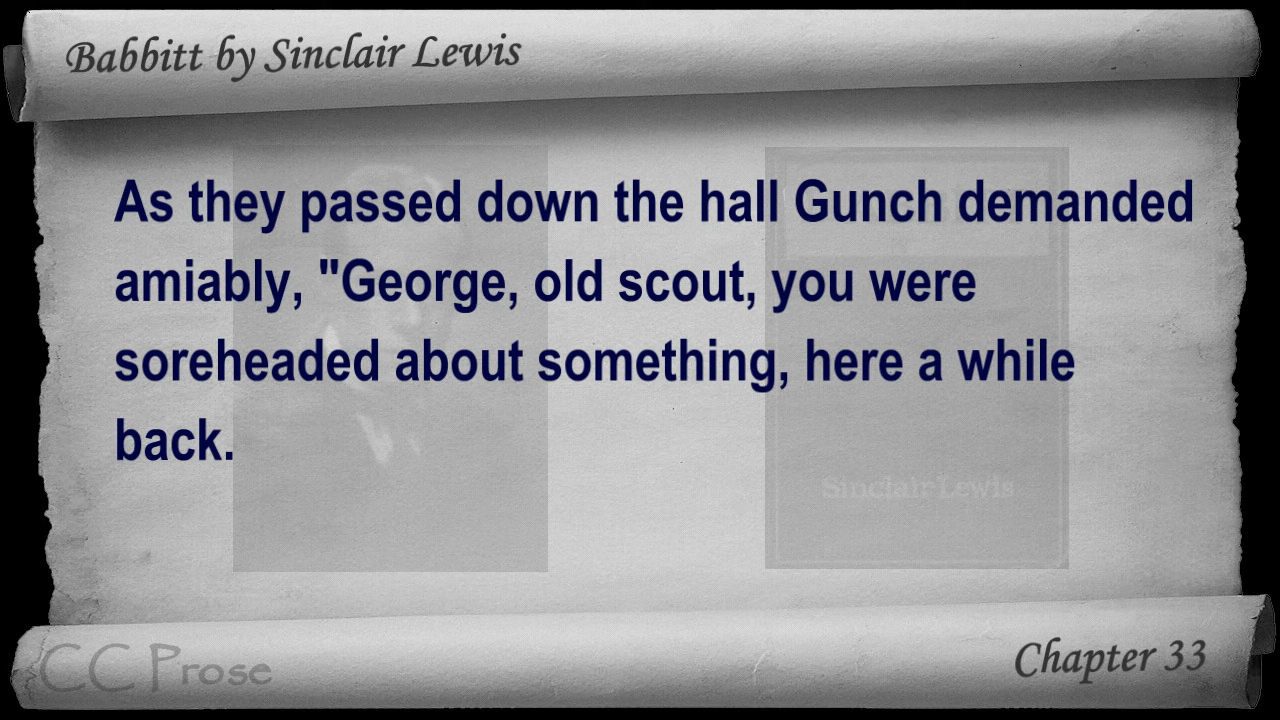 Babbitt by Sinclair Lewis
As they passed down the hall Gunch demanded
amiably, "George, old scout, you were
soreheaded about something, here a while
back.
Sinclair Lewis
CC Prose
Chapter 33